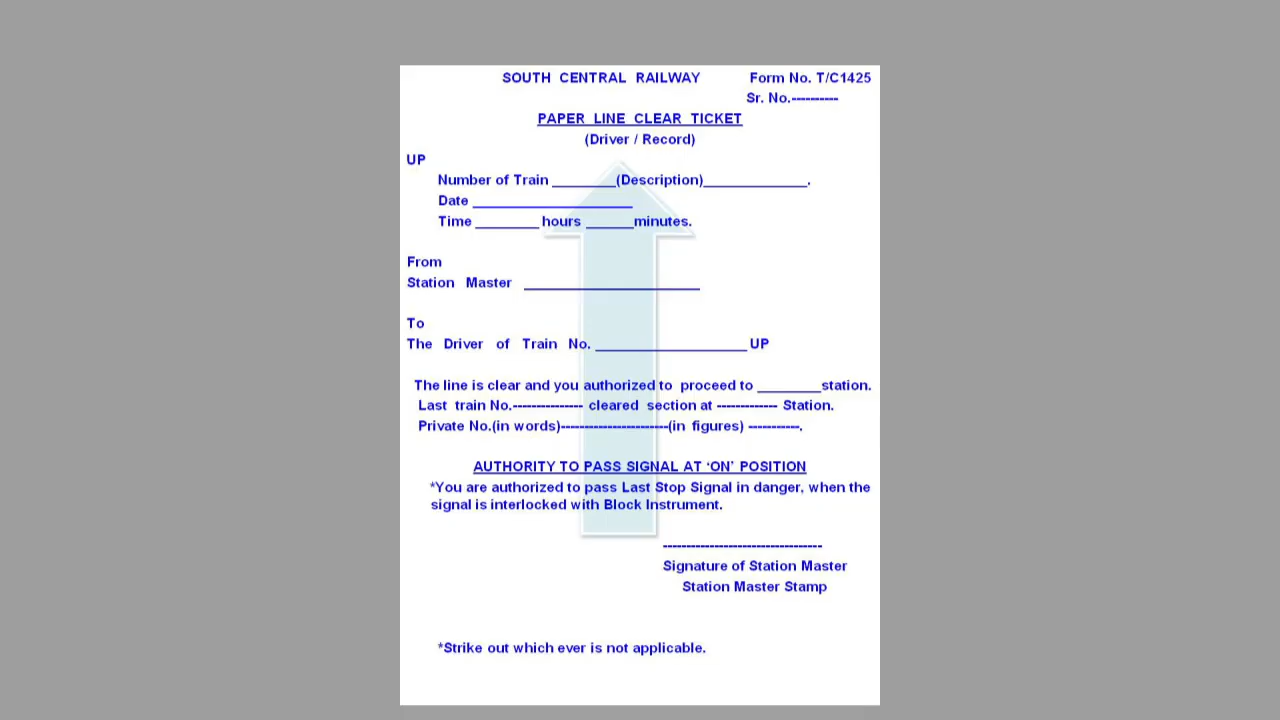 SOUTH CENTRAL RAILWAY Form No. T/C1425
Sr. No.----------
PAPER LINE CLEAR TICKET
(Driver / Record)
UP
Number of Train ________(Description)_____________.
Date ____________________
Time ________ hours ______minutes.
From
Station Master ______________________
To
The Driver of Train No. ___________________ UP
The line is clear and you authorized to proceed to ________station.
Last train No.--------------- cleared section at ------------- Station.
Private No.(in words)-----------------------(in figures) -----------.
AUTHORITY TO PASS SIGNAL AT ‘ON’ POSITION
*You are authorized to pass Last Stop Signal in danger, when the
signal is interlocked with Block Instrument.
----------------------------------
Signature of Station Master
Station Master Stamp
*Strike out which ever is not applicable.